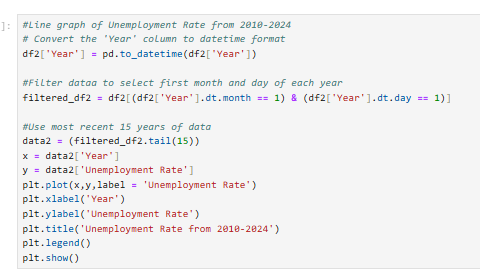 ]:
#Line graph of Unemployment Rate from 2010-2024
# Convert the 'Year' column to datetime format
df2['Year'] = pd.to_datetime(df2['Year'])
#Filter dataa to select first month and day of each year
filtered_df2 = df2[(df2['Year'].dt.month == 1) & (df2['Year'].dt.day == 1)]
#Use most recent 15 years of data
data2 = (filtered_df2.tail(15))
x = data2['Year']
y = data2['Unemployment Rate']
plt.plot(x,y,label = 'Unemployment Rate')
plt.xlabel('Year')
plt.ylabel('Unemployment Rate')
plt.title('Unemployment Rate from 2010-2024')
plt.legend()
plt.show()